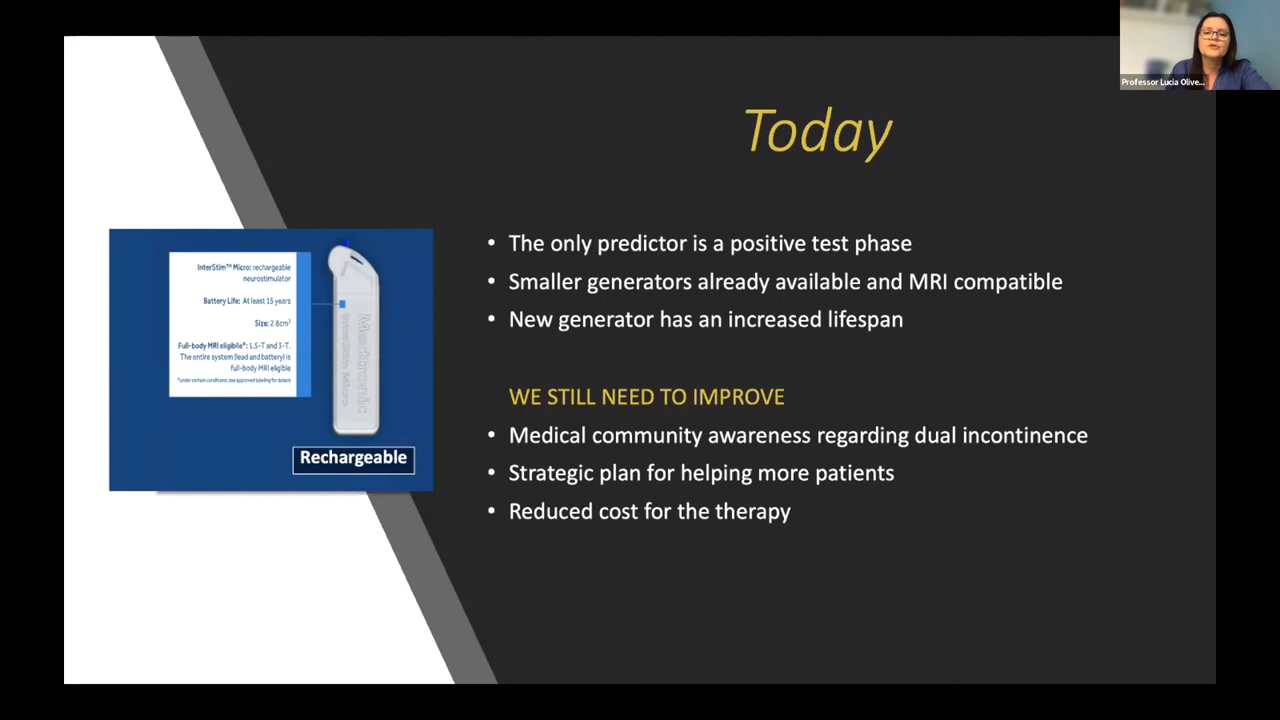 Professor Lucia Olive...
Today
InterStim™ Micro: rechargeable
neurostimulator
Battery Life: At least 15 years
Size: 2.8cm³
Full-body MRI eligible*: 1.5-T and 3-T.
The entire system (lead and battery) is
full-body MRI eligible
*under certain conditions; see approved labeling for details
Medtronic
InterStim Micro
Rechargeable
• The only predictor is a positive test phase
• Smaller generators already available and MRI compatible
• New generator has an increased lifespan
WE STILL NEED TO IMPROVE
• Medical community awareness regarding dual incontinence
• Strategic plan for helping more patients
• Reduced cost for the therapy